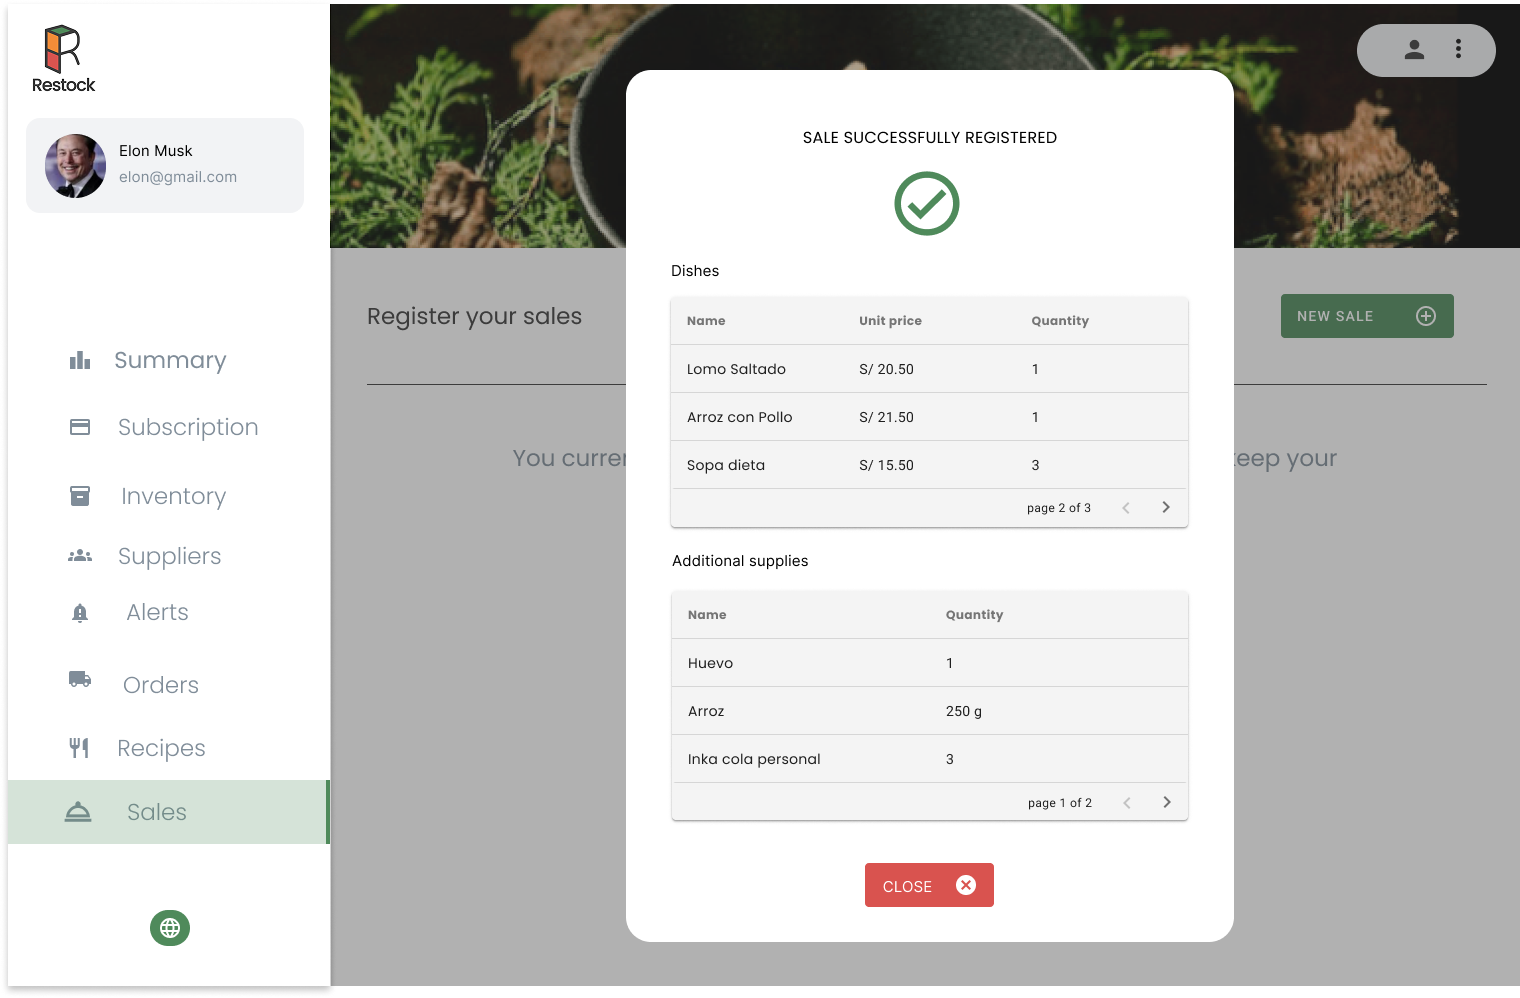 Restock
Elon Musk
elon@gmail.com
Summary
Subscription
Inventory
Suppliers
Alerts
Orders
Recipes
Sales
Register your sales
NEW SALE
You curre
keep your
SALE SUCCESSFULLY REGISTERED
Dishes
Name Unit price Quantity
Lomo Saltado S/ 20.50 1
Arroz con Pollo S/ 21.50 1
Sopa dieta S/ 15.50 3
page 2 of 3
Additional supplies
Name Quantity
Huevo 1
Arroz 250 g
Inka cola personal 3
page 1 of 2
CLOSE